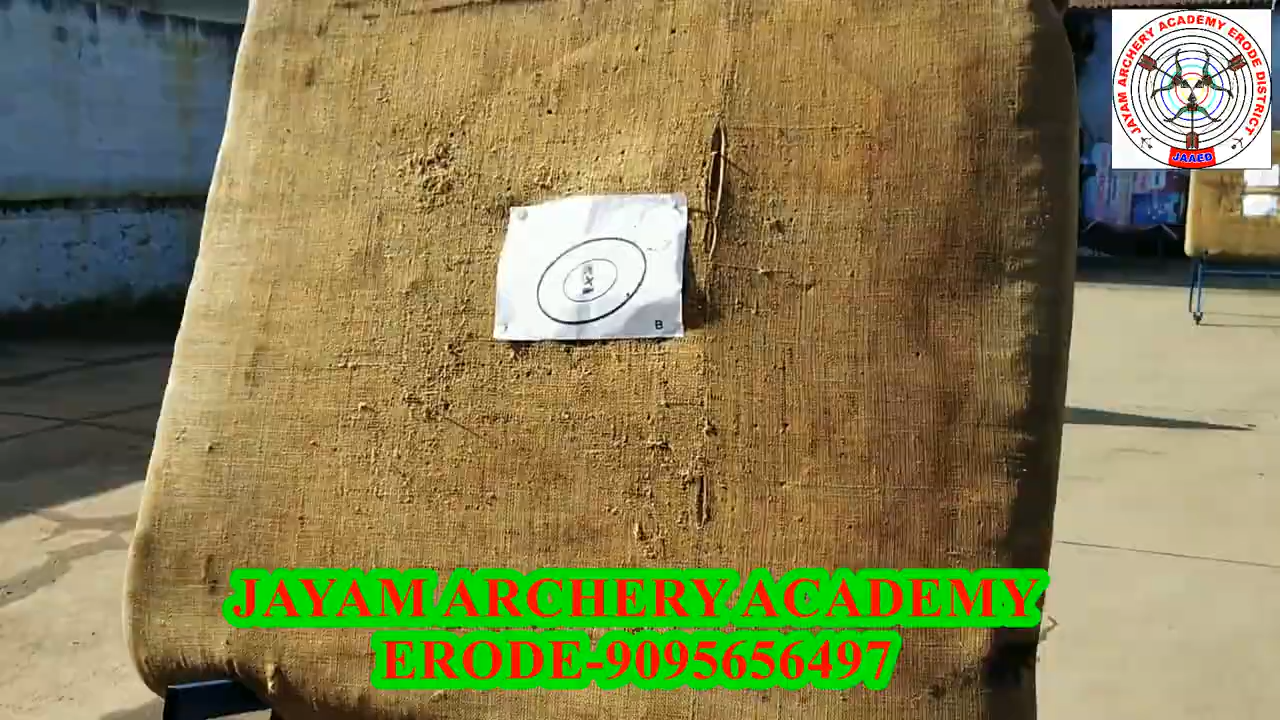 JAYAM ARCHERY ACADEMY ERODE DISTRICT
JAAED
B
JAYAM ARCHERY ACADEMY
ERODE-9095656497